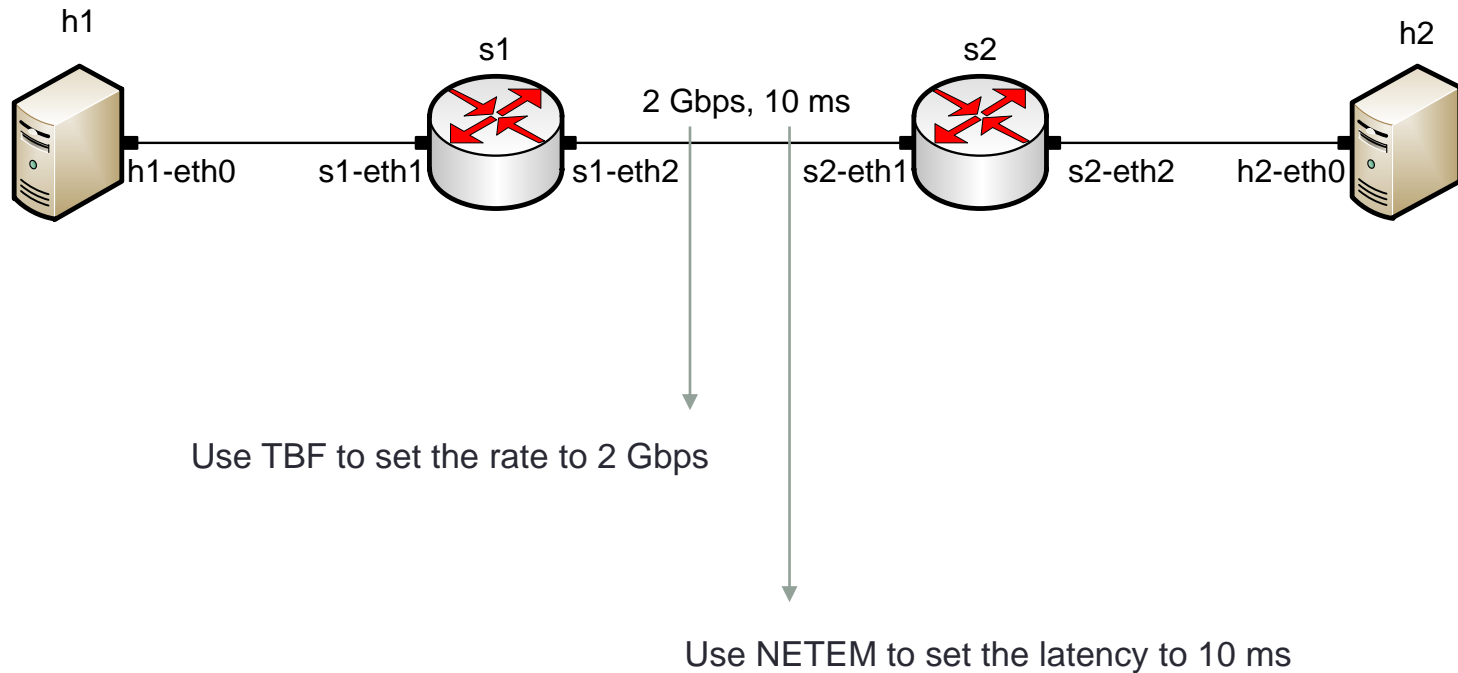 h1
s1
s2
h2
2 Gbps, 10 ms
h1-eth0
s1-eth1
s1-eth2
s2-eth1
s2-eth2
h2-eth0
Use TBF to set the rate to 2 Gbps
Use NETEM to set the latency to 10 ms